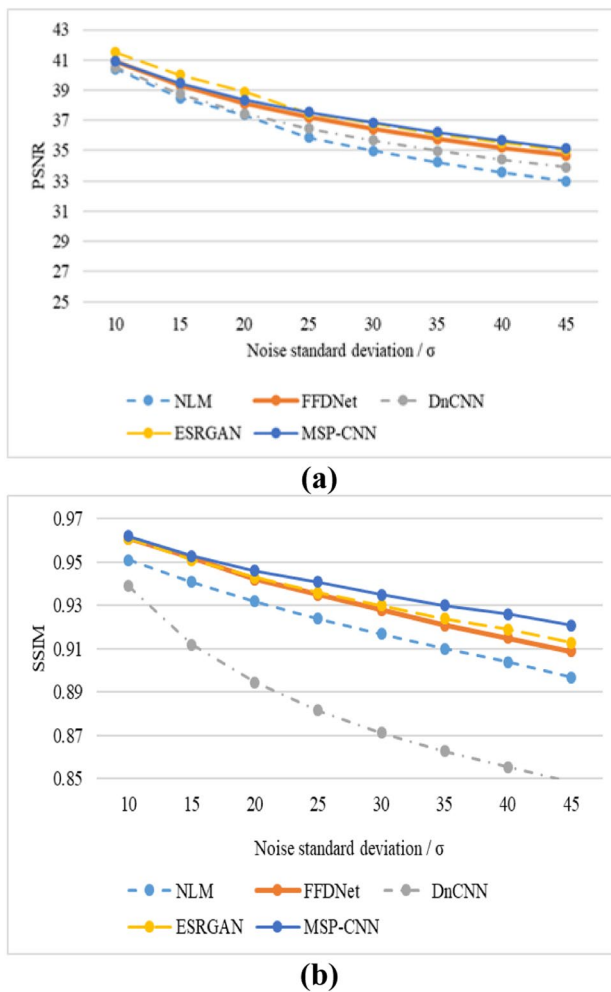 43
41
39
37
35
33
31
29
27
25
PSNR
10 15 20 25 30 35 40 45
Noise standard deviation / σ
NLM FFDNet DnCNN
ESRGAN MSP-CNN
(a)
0.97
0.95
0.93
0.91
0.89
0.87
0.85
SSIM
10 15 20 25 30 35 40 45
Noise standard deviation / σ
NLM FFDNet DnCNN
ESRGAN MSP-CNN
(b)